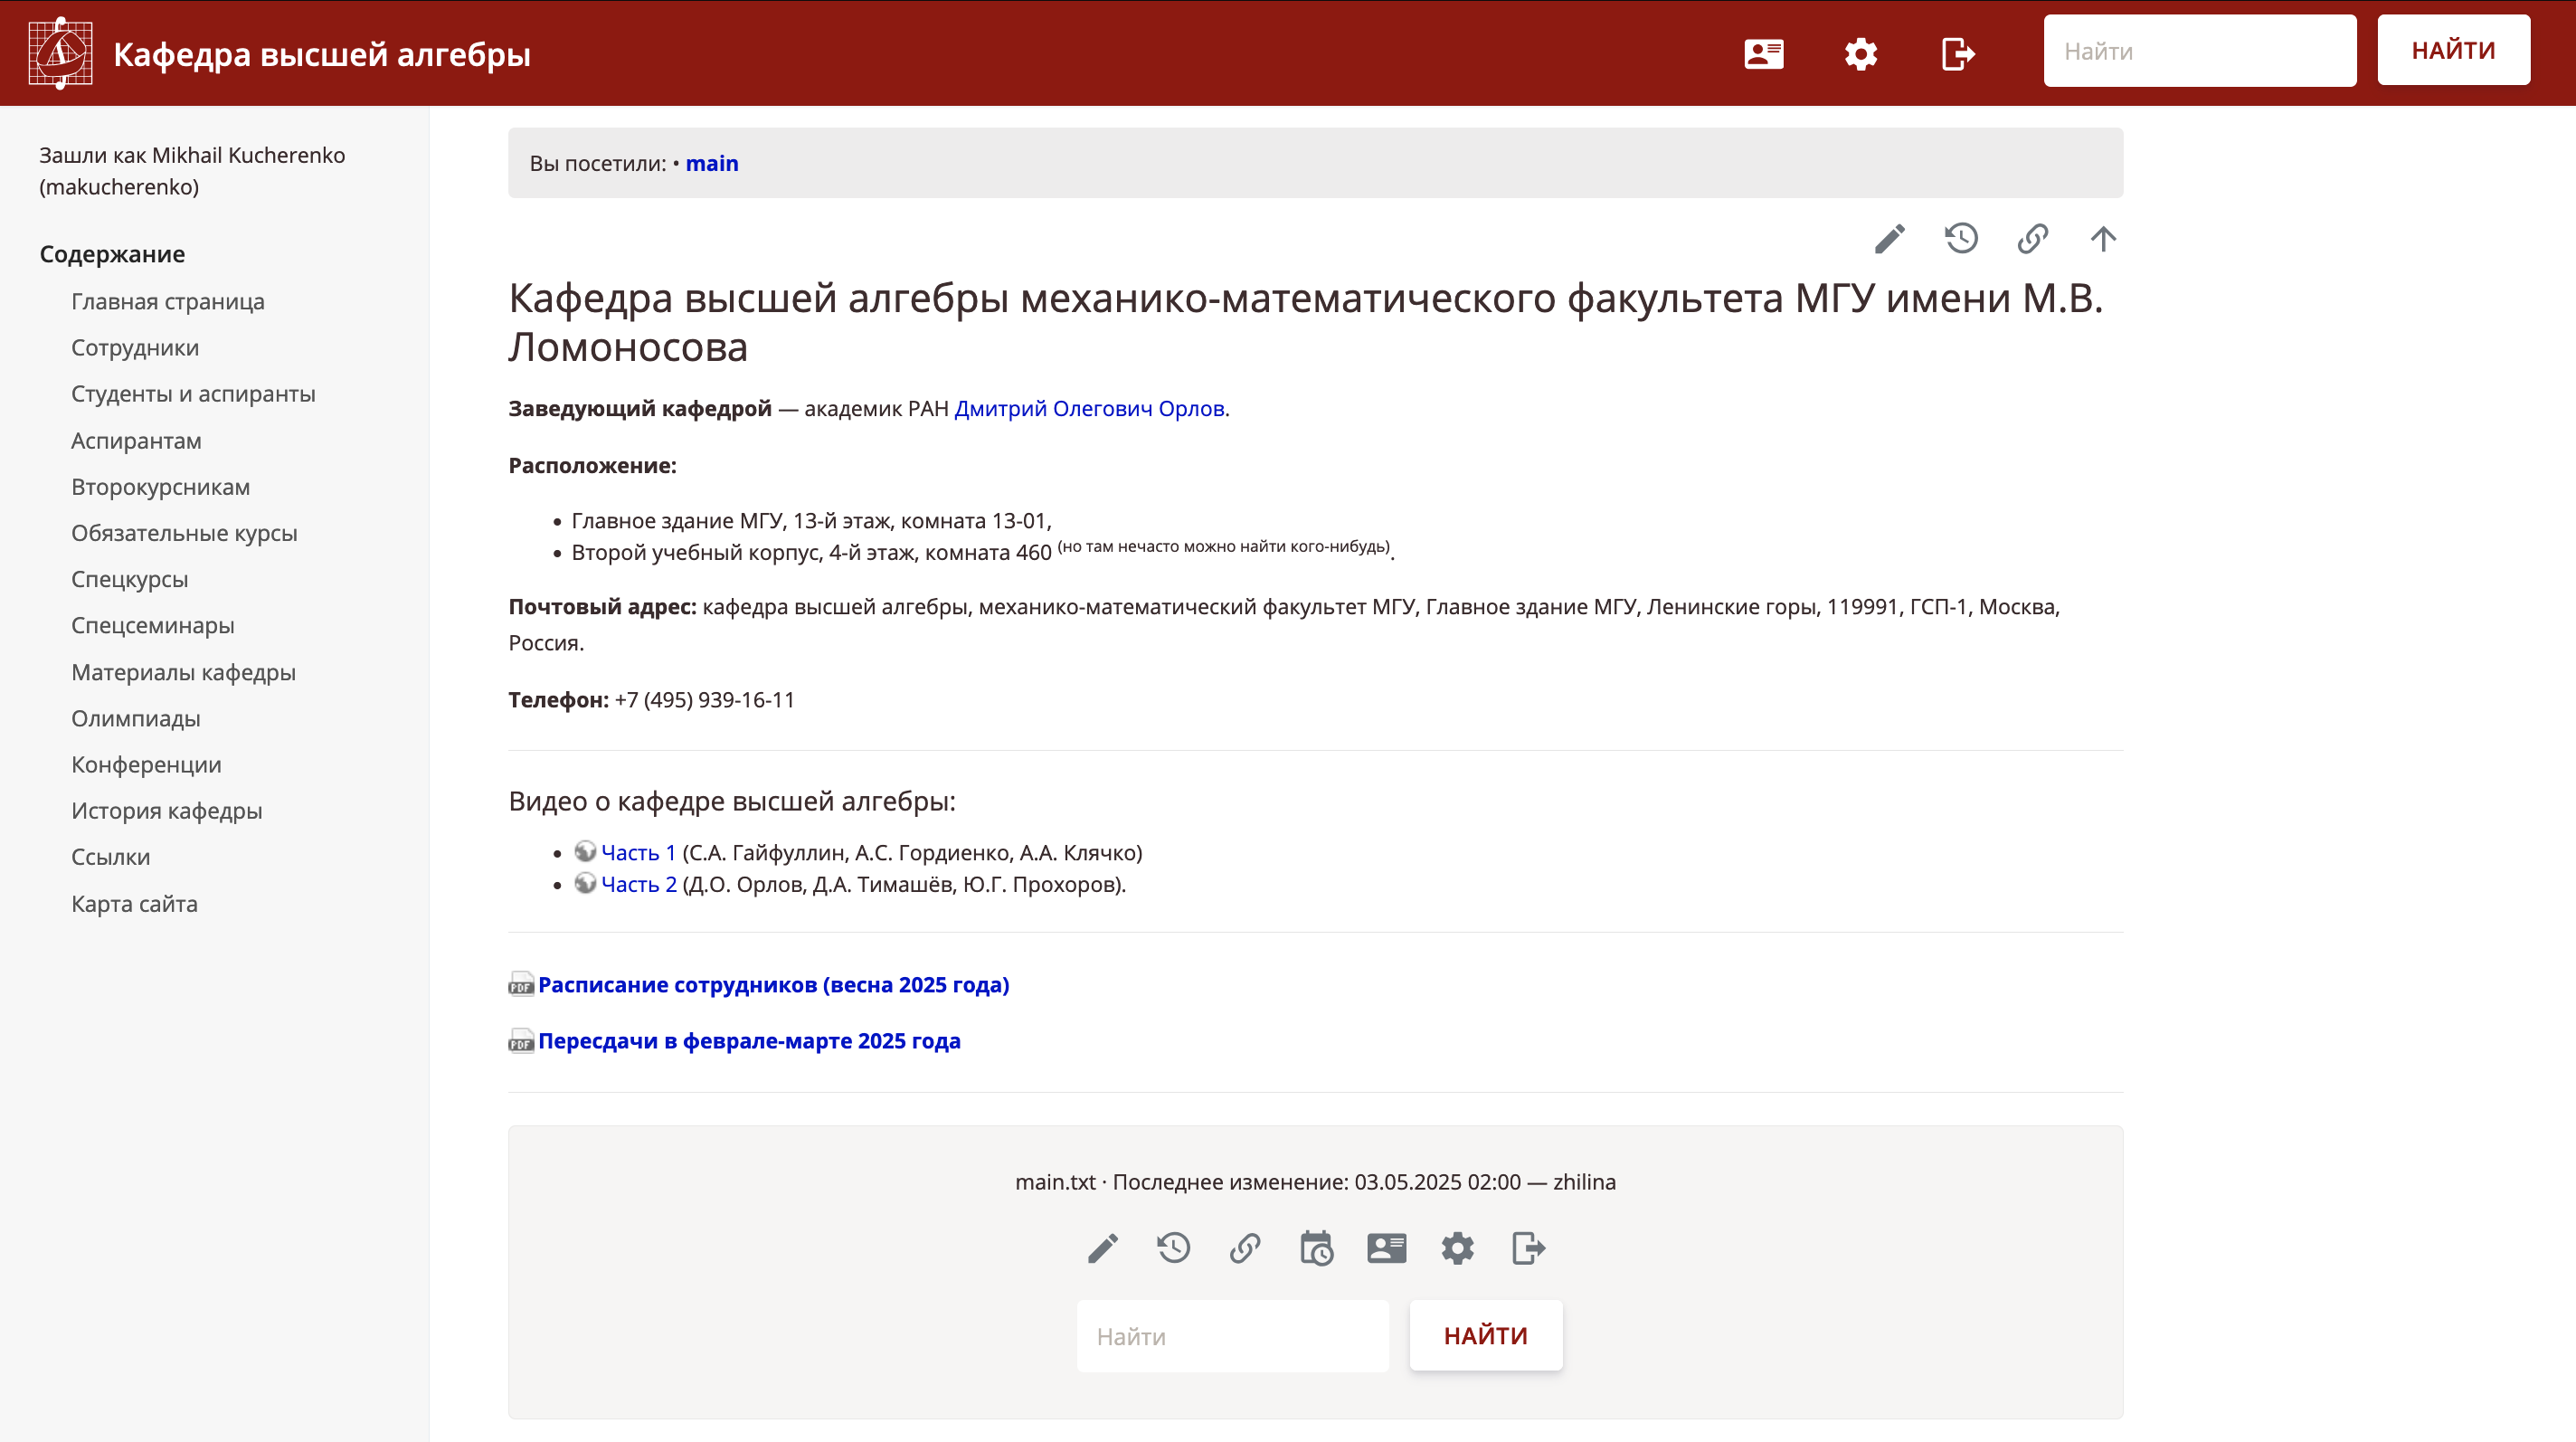 Кафедра высшей алгебры
Найти
НАЙТИ
Зашли как Mikhail Kucherenko
(makucherenko)
Содержание
Главная страница
Сотрудники
Студенты и аспиранты
Аспирантам
Второкурсникам
Обязательные курсы
Спецкурсы
Спецсеминары
Материалы кафедры
Олимпиады
Конференции
История кафедры
Ссылки
Карта сайта
Вы посетили: • main
Кафедра высшей алгебры механико-математического факультета МГУ имени М.В.
Ломоносова
Заведующий кафедрой — академик РАН Дмитрий Олегович Орлов.
Расположение:
• Главное здание МГУ, 13-й этаж, комната 13-01,
• Второй учебный корпус, 4-й этаж, комната 460 (но там нечасто можно найти кого-нибудь).
Почтовый адрес: кафедра высшей алгебры, механико-математический факультет МГУ, Главное здание МГУ, Ленинские горы, 119991, ГСП-1, Москва,
Россия.
Телефон: +7 (495) 939-16-11
Видео о кафедре высшей алгебры:
• Часть 1 (С.А. Гайфуллин, А.С. Гордиенко, А.А. Клячко)
• Часть 2 (Д.О. Орлов, Д.А. Тимашёв, Ю.Г. Прохоров).
PDF Расписание сотрудников (весна 2025 года)
PDF Пересдачи в феврале-марте 2025 года
main.txt · Последнее изменение: 03.05.2025 02:00 — zhilina
Найти
НАЙТИ